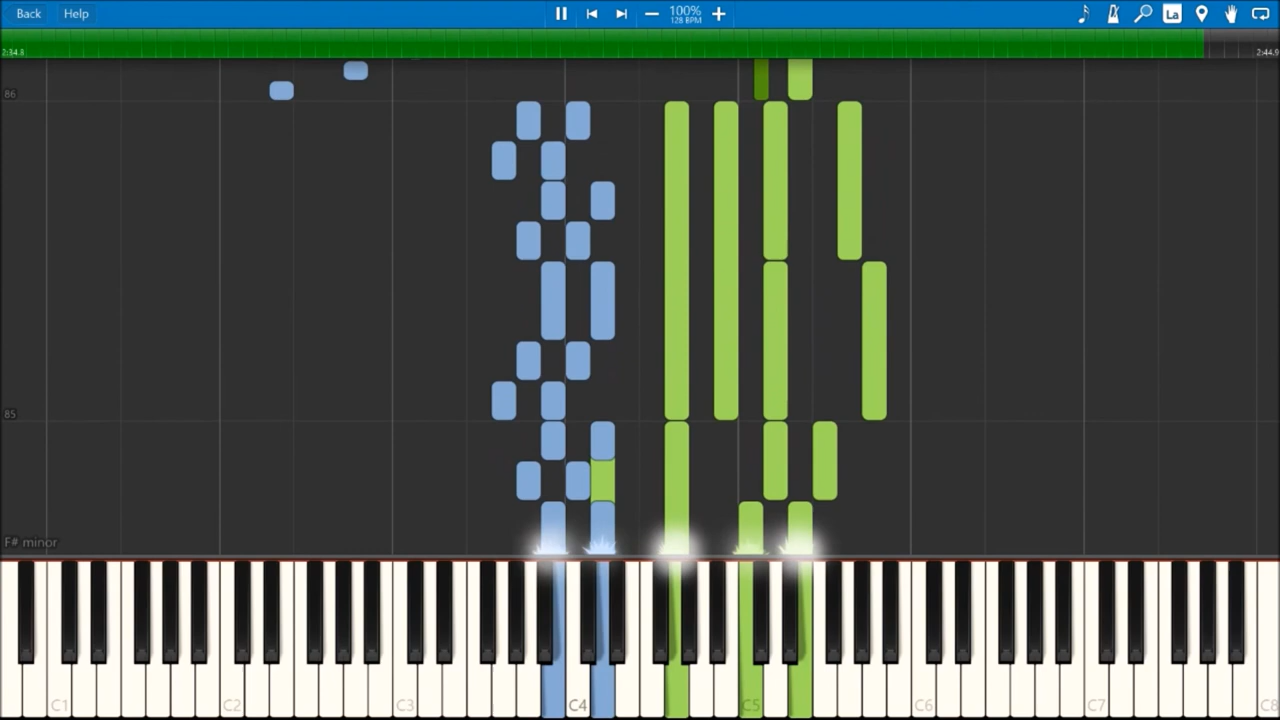 Back Help 100% La
128 BPM
2:34.8 2:44.9
86
85
F# minor
C1 C2 C3 C4 C5 C6 C7 C8